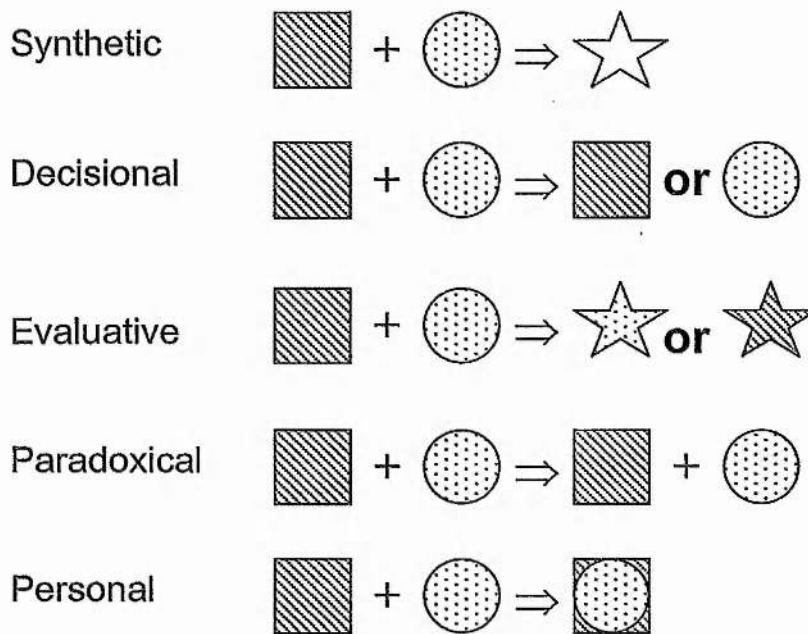 Synthetic + ⇒
Decisional + ⇒ or
Evaluative + ⇒ or
Paradoxical + ⇒ +
Personal + ⇒